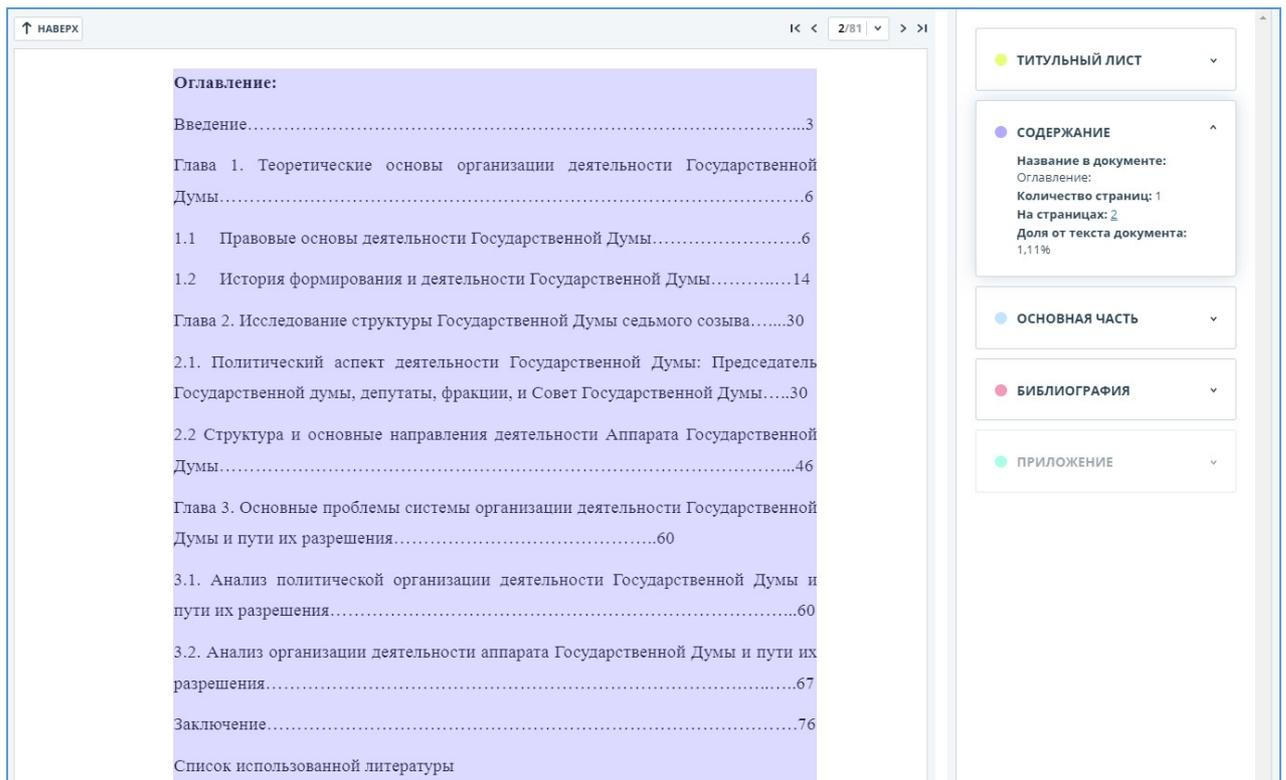 НАВЕРХ
2/81
Оглавление:
Введение……………………………………………………………………………...3
Глава 1. Теоретические основы организации деятельности Государственной
Думы………………………………………………………………………………….6
1.1 Правовые основы деятельности Государственной Думы…………………….6
1.2 История формирования и деятельности Государственной Думы………..…14
Глава 2. Исследование структуры Государственной Думы седьмого созыва…...30
2.1. Политический аспект деятельности Государственной Думы: Председатель
Государственной думы, депутаты, фракции, и Совет Государственной Думы…..30
2.2 Структура и основные направления деятельности Аппарата Государственной
Думы………………………………………………………………………………...46
Глава 3. Основные проблемы системы организации деятельности Государственной
Думы и пути их разрешения…………………………………….60
3.1. Анализ политической организации деятельности Государственной Думы и
пути их разрешения…………………………………………………………………...60
3.2. Анализ организации деятельности аппарата Государственной Думы и пути их
разрешения…………………………………………………………………….…..…..67
Заключение…………………………………………………………………………….76
Список использованной литературы
ТИТУЛЬНЫЙ ЛИСТ
СОДЕРЖАНИЕ
Название в документе:
Оглавление:
Количество страниц: 1
На страницах: 2
Доля от текста документа:
1,11%
ОСНОВНАЯ ЧАСТЬ
БИБЛИОГРАФИЯ
ПРИЛОЖЕНИЕ